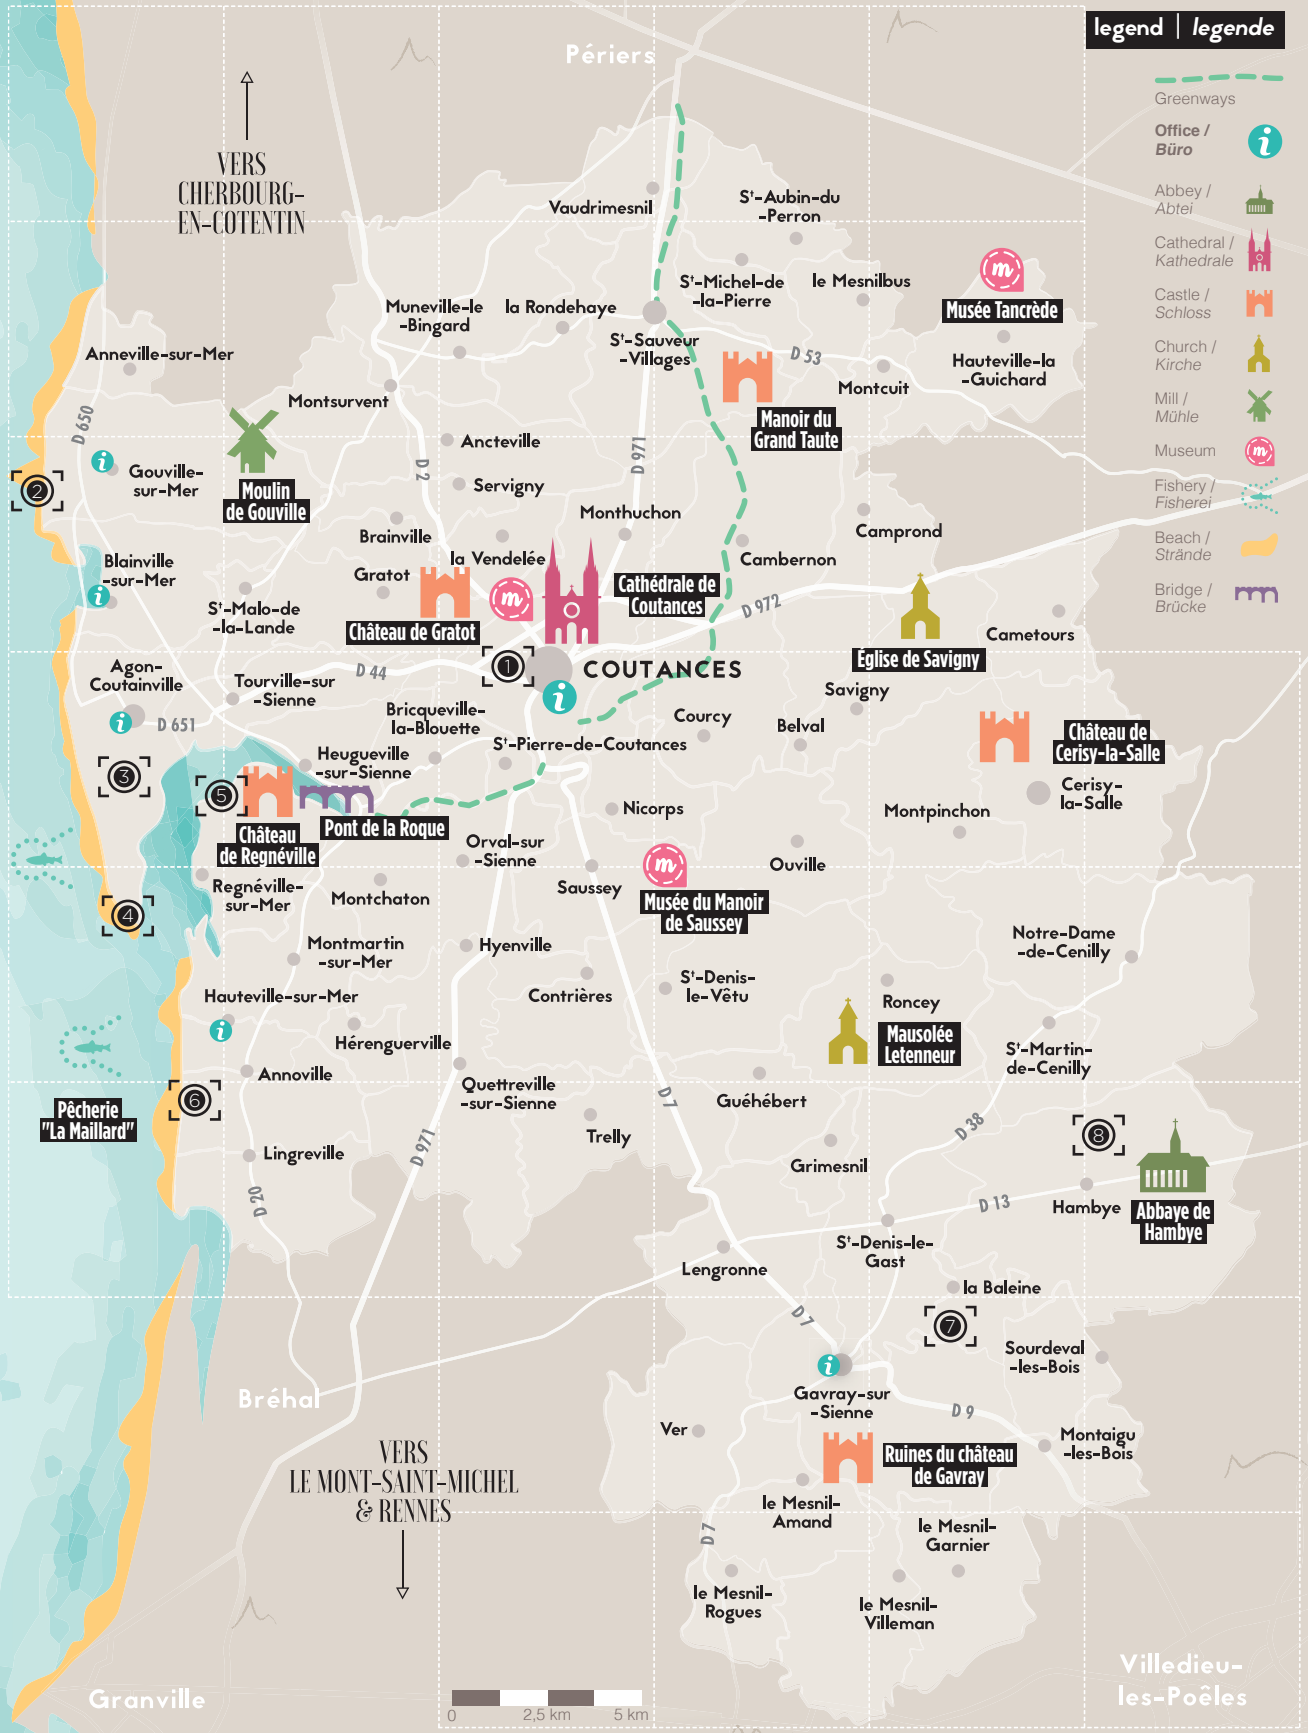 legend | legende
Greenways
Office /
Büro
Abbey /
Abtei
Cathedral /
Kathedrale
Castle /
Schloss
Church /
Kirche
Mill /
Mühle
Museum
Fishery /
Fisherei
Beach /
Strände
Bridge /
Brücke
Périers
VERS
CHERBOURG-
EN-COTENTIN
Vaudrimesnil
St-Aubin-du
-Perron
St-Michel-de
-la-Pierre
le Mesnilbus
m
Musée Tancrède
Hauteville-la
-Guichard
Muneville-le
-Bingard
la Rondehaye
St-Sauveur
-Villages
D 53
Montcuit
Anneville-sur-Mer
Montsurvent
Manoir du
Grand Taute
D 650
Ancteville
D 971
D 2
i
Gouville-
sur-Mer
2
Moulin
de Gouville
Servigny
Monthuchon
Camprond
Brainville
la Vendelée
Cambernon
Blainville
-sur-Mer
i
Gratot
m
Cathédrale de
Coutances
D 972
St-Malo-de
-la-Lande
Château de Gratot
Cametours
Église de Savigny
Agon-
Coutainville
D 44
1
COUTANCES
Tourville-sur
-Sienne
i
Savigny
i
D 651
Bricqueville-
la-Blouette
Courcy
Belval
Château de
Cerisy-la-Salle
St-Pierre-de-Coutances
Heugueville
-sur-Sienne
3
5
Cerisy-
la-Salle
Nicorps
Montpinchon
Château
de Regnéville
Pont de la Roque
Orval-sur
-Sienne
Ouville
m
Regnéville-
sur-Mer
Montchaton
Saussey
Musée du Manoir
de Saussey
4
Montmartin
-sur-Mer
Hyenville
Notre-Dame
-de-Cenilly
St-Denis-
le-Vêtu
Hauteville-sur-Mer
Contrières
Roncey
i
Hérenguerville
Mausolée
Letenneur
St-Martin-
de-Cenilly
Annoville
Quettreville
-sur-Sienne
D 7
Guéhébert
6
Pêcherie
"La Maillard"
Trelly
D 38
8
Lingreville
D 971
Grimesnil
D 20
D 13
Hambye
Abbaye de
Hambye
St-Denis-le-
Gast
Lengronne
la Baleine
D 7
7
Sourdeval
-les-Bois
i
Bréhal
Gavray-sur
-Sienne
D 9
Ver
Montaigu
-les-Bois
VERS
LE MONT-SAINT-MICHEL
& RENNES
Ruines du château
de Gavray
le Mesnil-
Amand
le Mesnil-
Garnier
D 7
le Mesnil-
Rogues
le Mesnil-
Villeman
Villedieu-
les-Poêles
Granville
0
2,5 km
5 km